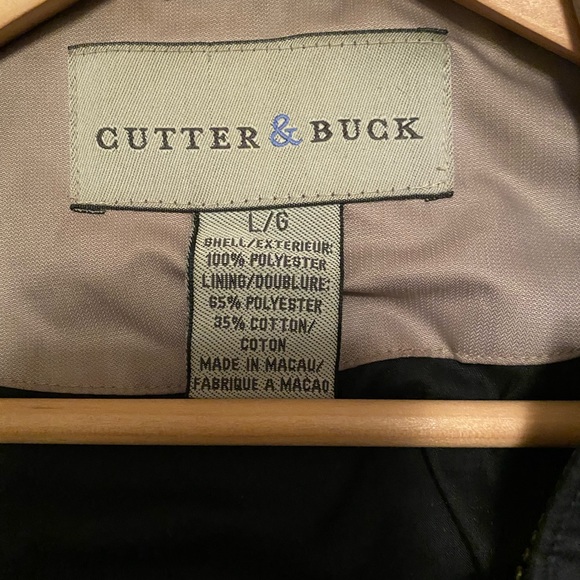 CUTTER & BUCK
L/G
SHELL/EXTERIEUR:
100% POLYESTER
LINING/DOUBLURE:
65% POLYESTER
35% COTTON/
COTON
MADE IN MACAU/
FABRIQUE A MACAO